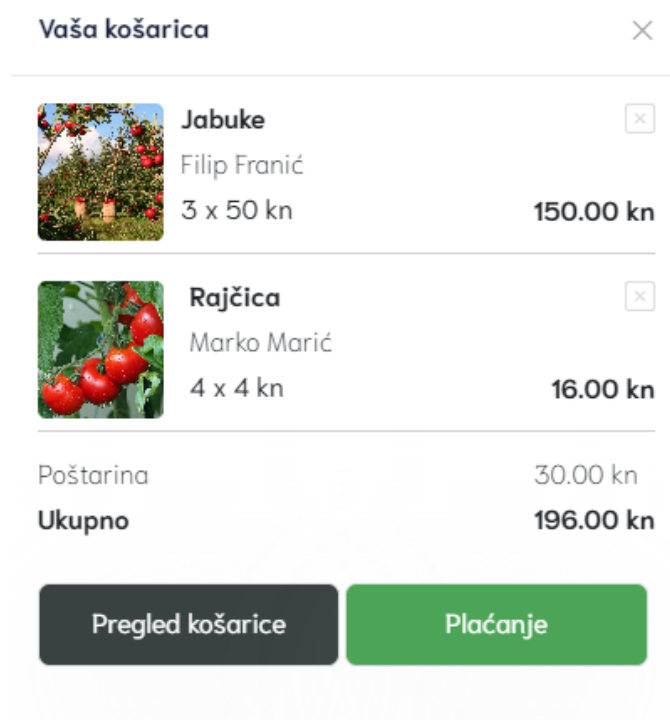 Vaša košarica
Jabuke
Filip Franić
3 x 50 kn 150.00 kn
Rajčica
Marko Marić
4 x 4 kn 16.00 kn
Poštarina 30.00 kn
Ukupno 196.00 kn
Pregled košarice Plaćanje